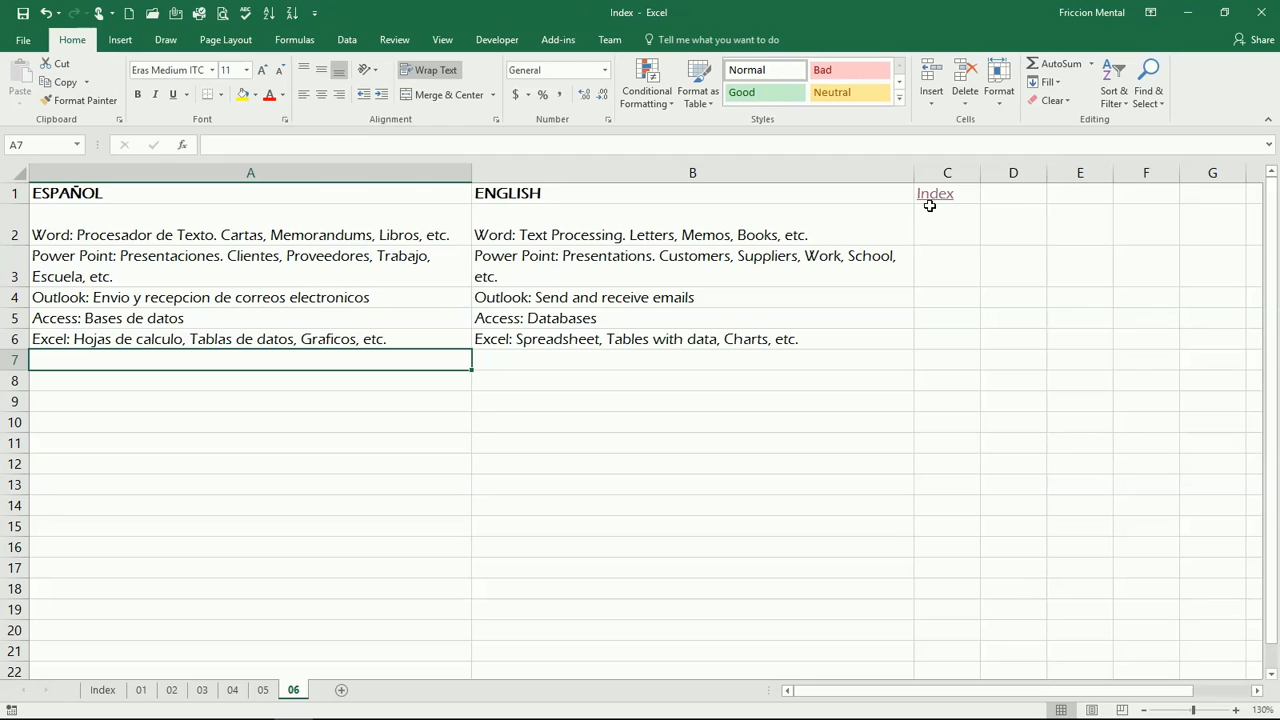 Index - Excel
Friccion Mental
File Home Insert Draw Page Layout Formulas Data Review View Developer Add-ins Team Tell me what you want to do Share
Paste
Cut
Copy
Format Painter
Clipboard
Eras Medium ITC 11
B I U
Font
Wrap Text
Merge & Center
Alignment
General
$ %
Number
Conditional Formatting
Format as Table
Normal Bad
Good Neutral
Styles
Insert Delete Format
Cells
AutoSum
Fill
Clear
Sort & Filter
Find & Select
Editing
A7
A B C D E F G
1 ESPAÑOL ENGLISH Index
2 Word: Procesador de Texto. Cartas, Memorandums, Libros, etc. Word: Text Processing. Letters, Memos, Books, etc.
3 Power Point: Presentaciones. Clientes, Proveedores, Trabajo,
Escuela, etc.
Power Point: Presentations. Customers, Suppliers, Work, School,
etc.
4 Outlook: Envio y recepcion de correos electronicos Outlook: Send and receive emails
5 Access: Bases de datos Access: Databases
6 Excel: Hojas de calculo, Tablas de datos, Graficos, etc. Excel: Spreadsheet, Tables with data, Charts, etc.
7
8
9
10
11
12
13
14
15
16
17
18
19
20
21
22
Index 01 02 03 04 05 06
130%